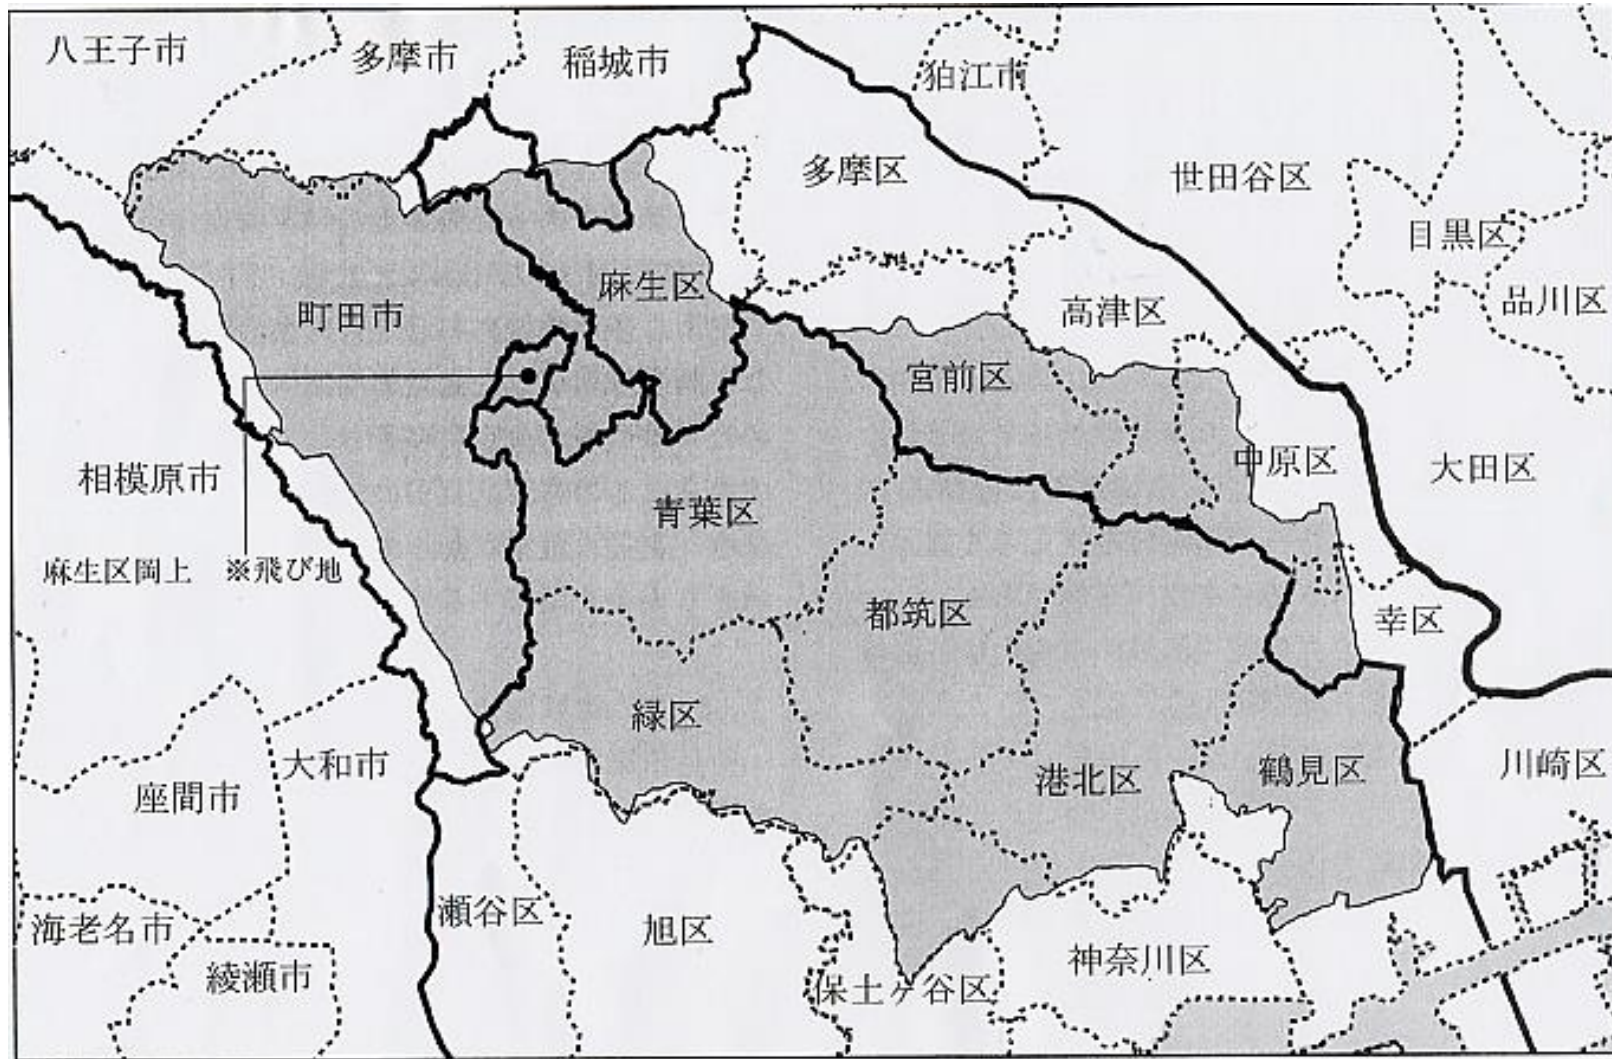 八王子市
多摩市
稲城市
狛江市
多摩区
世田谷区
目黒区
品川区
麻生区
町田市
高津区
宮前区
中原区
大田区
相模原市
青葉区
麻生区岡上 ※飛び地
都筑区
幸区
緑区
大和市
座間市
港北区
鶴見区
川崎区
海老名市
瀬谷区
旭区
綾瀬市
保土ヶ谷区
神奈川区